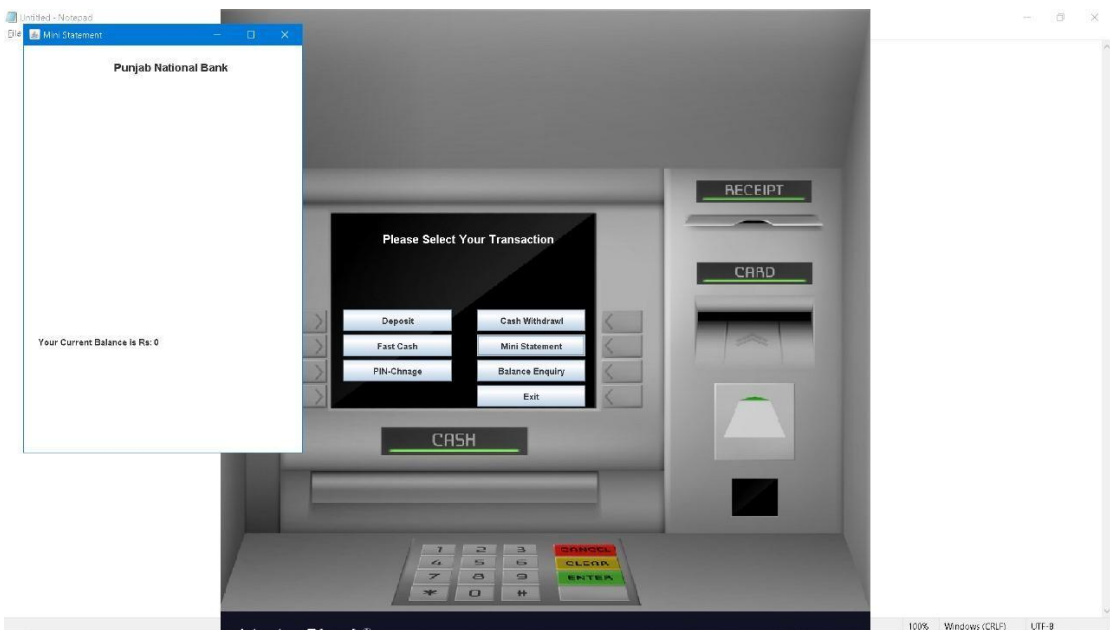 Untitled - Notepad
File
Mini Statement
Punjab National Bank
Your Current Balance is Rs: 0
Please Select Your Transaction
Deposit
Cash Withdrawl
Fast Cash
Mini Statement
PIN-Chnage
Balance Enquiry
Exit
RECEIPT
CARD
CASH
1 2 3 CANCEL
4 5 6 CLEAR
7 8 9 ENTER
* 0 #
100% Windows (CRLF) UTF-8